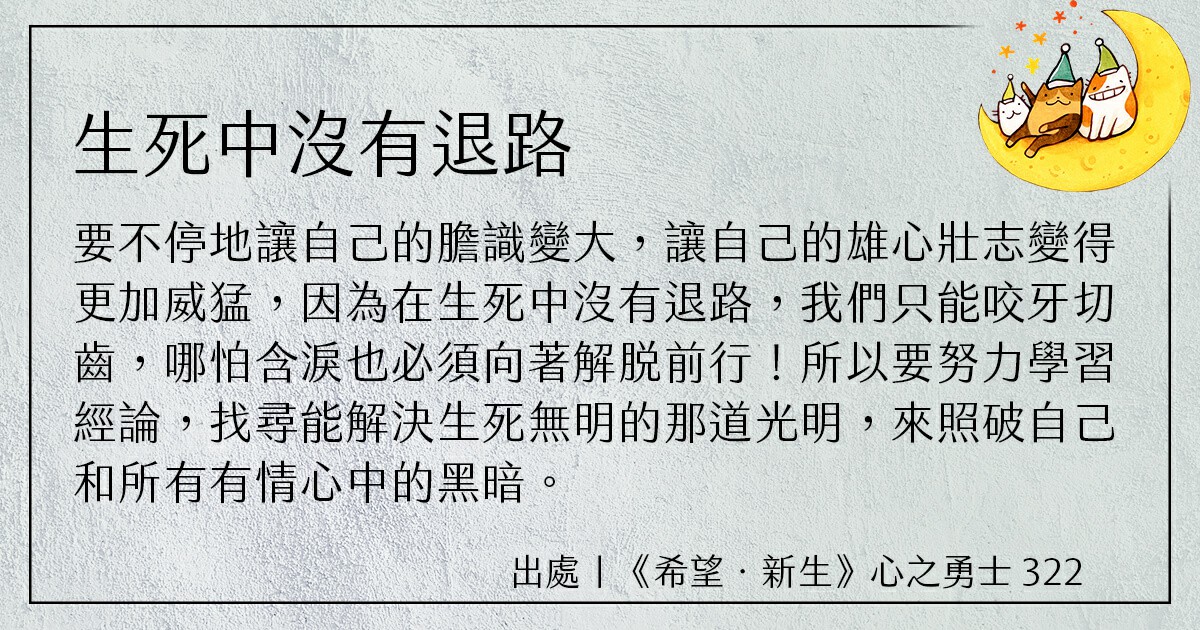 生死中沒有退路
要不停地讓自己的膽識變大，讓自己的雄心壯志變得
更加威猛，因為在生死中沒有退路，我們只能咬牙切
齒，哪怕含淚也必須向著解脫前行！所以要努力學習
經論，找尋能解決生死無明的那道光明，來照破自己
和所有有情心中的黑暗。
出處丨《希望．新生》心之勇士 322